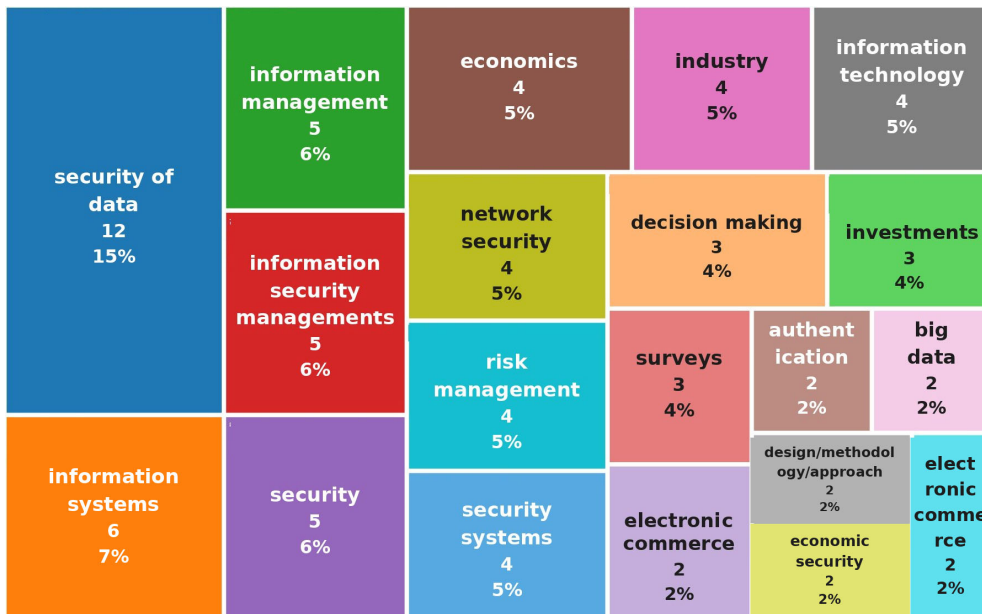 security of
data
12
15%
information
systems
6
7%
information
management
5
6%
information
security
managements
5
6%
security
5
6%
economics
4
5%
industry
4
5%
information
technology
4
5%
network
security
4
5%
risk
management
4
5%
security
systems
4
5%
decision making
3
4%
investments
3
4%
surveys
3
4%
authent
ication
2
2%
big
data
2
2%
electronic
commerce
2
2%
design/methodol
ogy/approach
2
2%
economic
security
2
2%
elect
ronic
comme
rce
2
2%